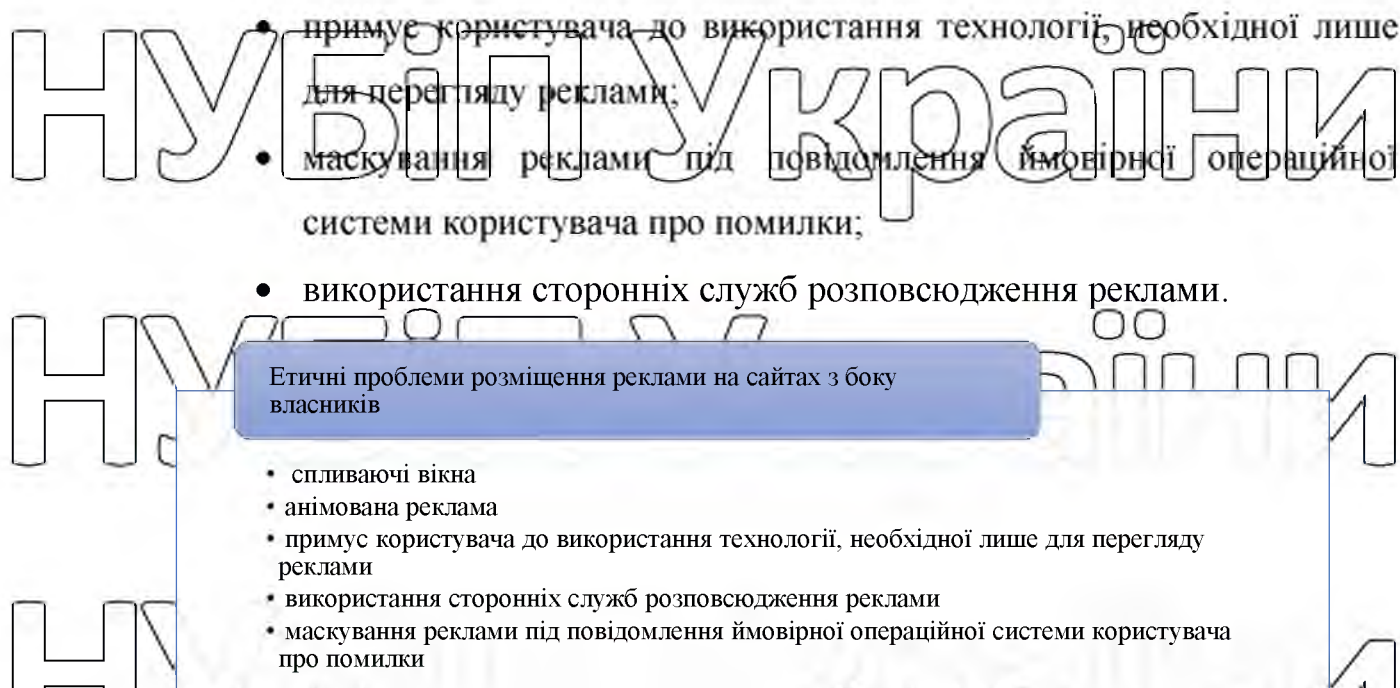 • примус користувача до використання технології, необхідної лише
для перегляду реклами;
• маскування реклами під повідомлення ймовірної операційної
системи користувача про помилки;
• використання сторонніх служб розповсюдження реклами.
НУБіП України
НУБіП України
Етичні проблеми розміщення реклами на сайтах з боку
власників
• спливаючі вікна
• анімована реклама
• примус користувача до використання технології, необхідної лише для перегляду
реклами
• використання сторонніх служб розповсюдження реклами
• маскування реклами під повідомлення ймовірної операційної системи користувача
про помилки